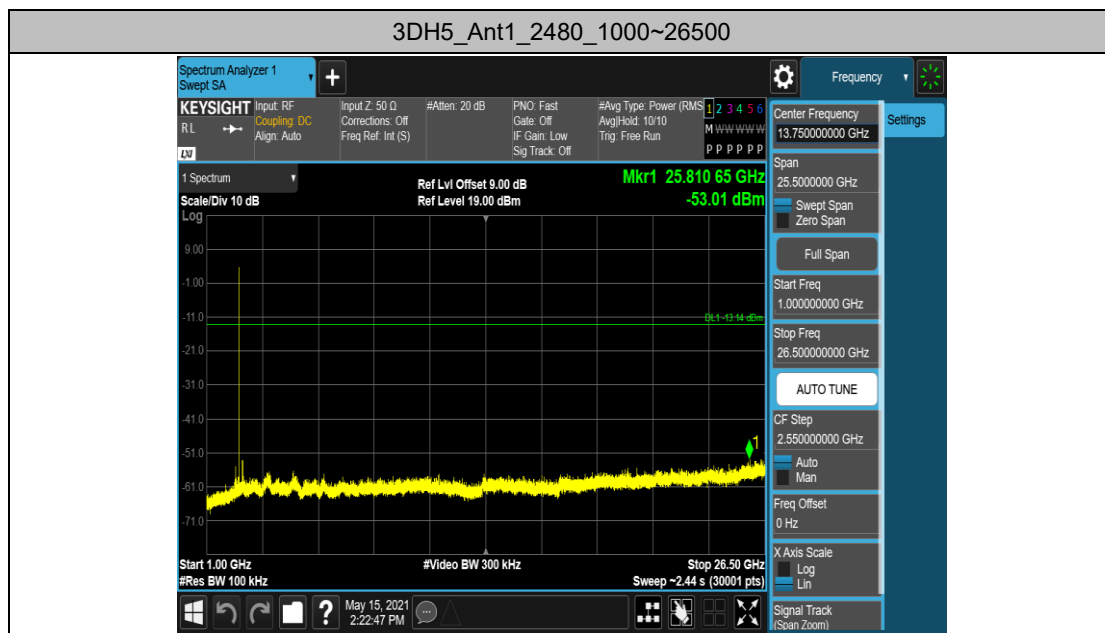 3DH5_Ant1_2480_1000~26500
Spectrum Analyzer 1
Swept SA
+
Frequency
KEYSIGHT
RL
LXI
Input: RF
Coupling: DC
Align: Auto
Input Z: 50 Ω
Corrections: Off
Freq Ref: Int (S)
#Atten: 20 dB
PNO: Fast
Gate: Off
IF Gain: Low
Sig Track: Off
#Avg Type: Power (RMS
Avg|Hold: 10/10
Trig: Free Run
1 2 3 4 5 6
M W W W W W
P P P P P P
1 Spectrum
Scale/Div 10 dB
Log
Ref Lvl Offset 9.00 dB
Ref Level 19.00 dBm
Mkr1 25.810 65 GHz
-53.01 dBm
9.00
-1.00
-11.0
DL1 -13.14 dBm
-21.0
-31.0
-41.0
-51.0
1
-61.0
-71.0
Start 1.00 GHz
#Video BW 300 kHz
Stop 26.50 GHz
#Res BW 100 kHz
Sweep ~2.44 s (30001 pts)
Center Frequency
13.750000000 GHz
Settings
Span
25.5000000 GHz
Swept Span
Zero Span
Full Span
Start Freq
1.000000000 GHz
Stop Freq
26.500000000 GHz
AUTO TUNE
CF Step
2.550000000 GHz
Auto
Man
Freq Offset
0 Hz
X Axis Scale
Log
Lin
Signal Track
(Span Zoom)
?
May 15, 2021
2:22:47 PM